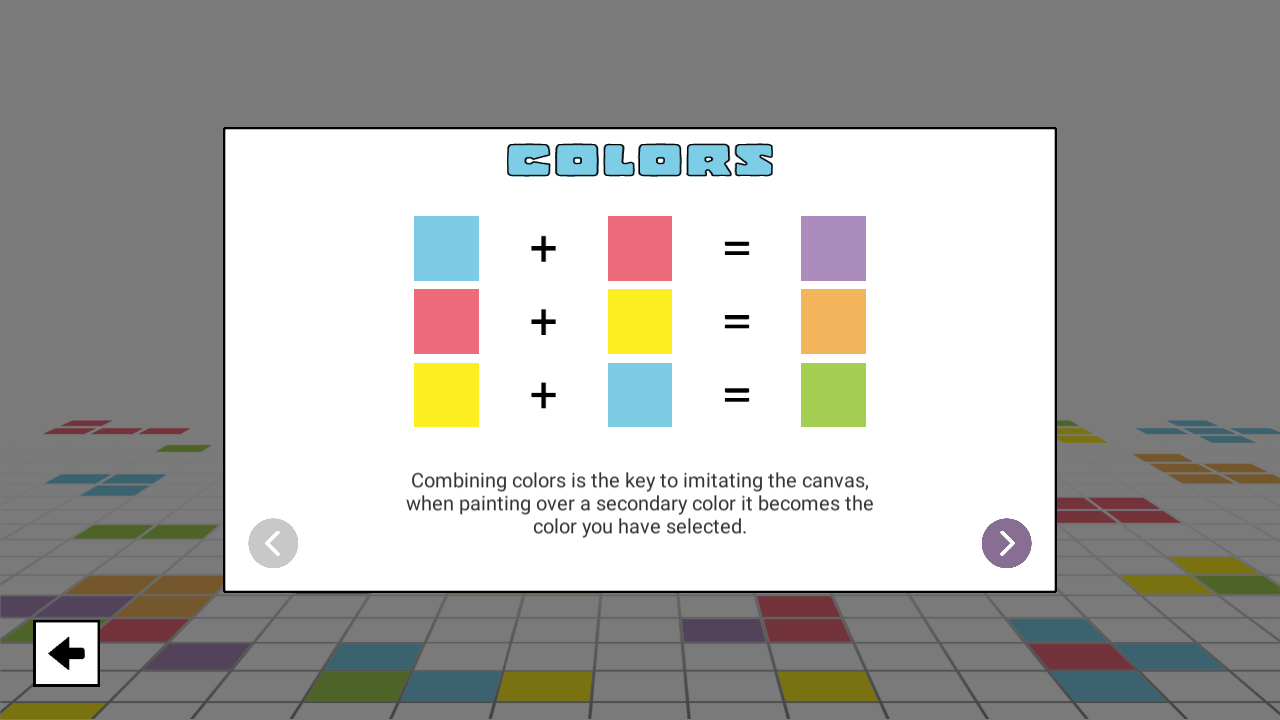 COLORS
+ =
+ =
+ =
Combining colors is the key to imitating the canvas,
when painting over a secondary color it becomes the
color you have selected.